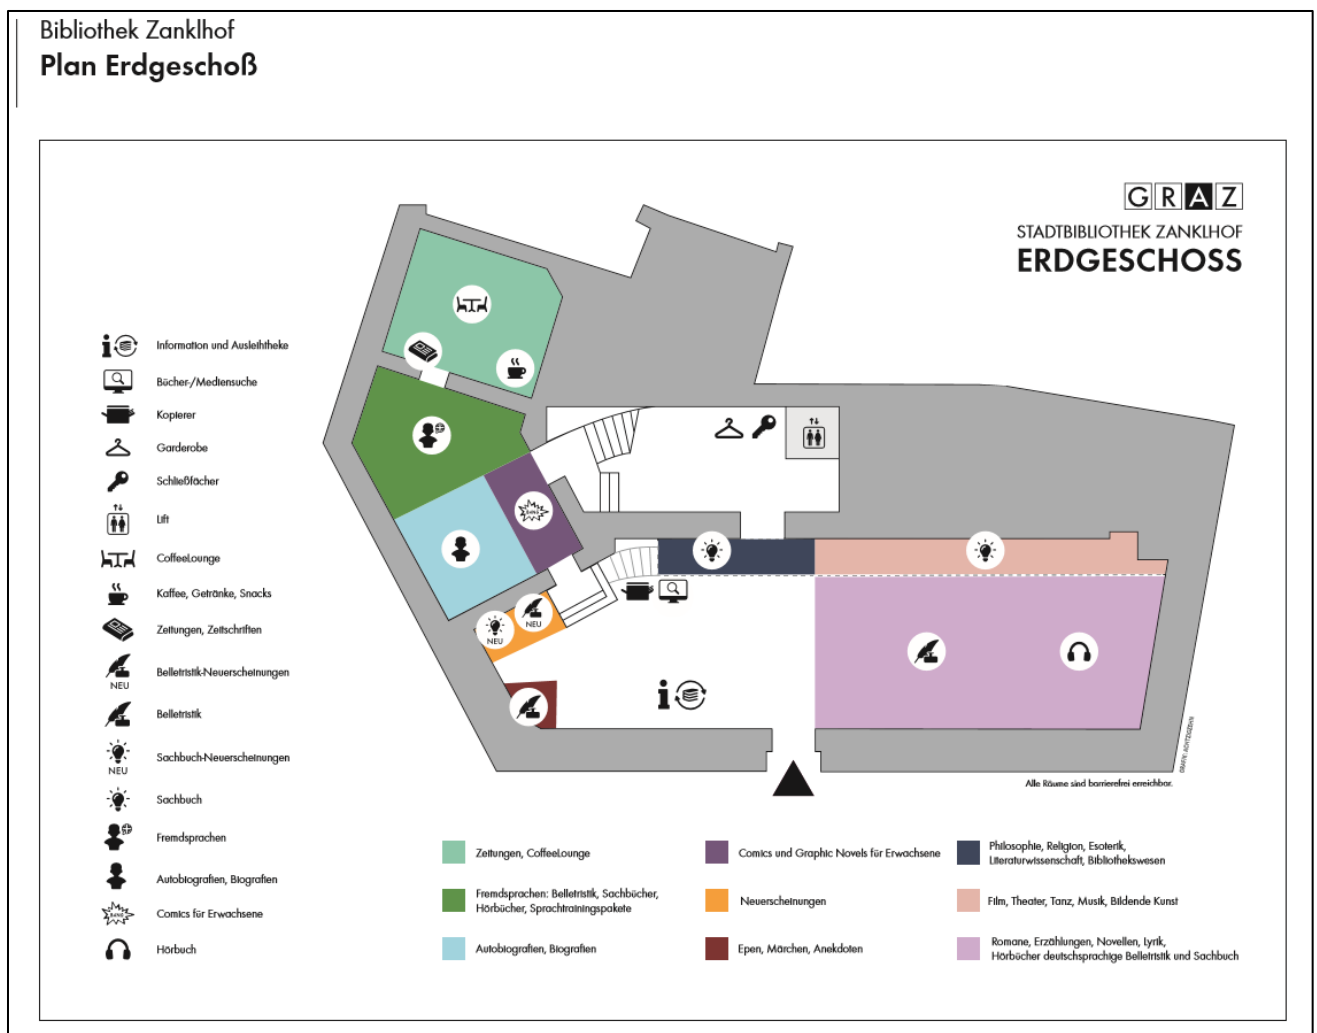 Bibliothek Zanklhof
Plan Erdgeschoß
GRAZ
STADTBIBLIOTHEK ZANKLHOF
ERDGESCHOSS
Information und Ausleihtheke
Bücher-/Mediensuche
Kopierer
Garderobe
Schließfächer
Lift
CoffeeLounge
Kaffee, Getränke, Snacks
Zeitungen, Zeitschriften
NEU
Belletristik-Neuerscheinungen
Belletristik
NEU
Sachbuch-Neuerscheinungen
Sachbuch
Fremdsprachen
Autobiografien, Biografien
BANG
Comics für Erwachsene
Hörbuch
BANG
NEU
NEU
GRAFIK: ACHTZIGZEHN
Alle Räume sind barrierefrei erreichbar.
Zeitungen, CoffeeLounge
Fremdsprachen: Belletristik, Sachbücher,
Hörbücher, Sprachtrainingspakete
Autobiografien, Biografien
Comics und Graphic Novels für Erwachsene
Neuerscheinungen
Epen, Märchen, Anekdoten
Philosophie, Religion, Esoterik,
Literaturwissenschaft, Bibliothekswesen
Film, Theater, Tanz, Musik, Bildende Kunst
Romane, Erzählungen, Novellen, Lyrik,
Hörbücher deutschsprachige Belletristik und Sachbuch